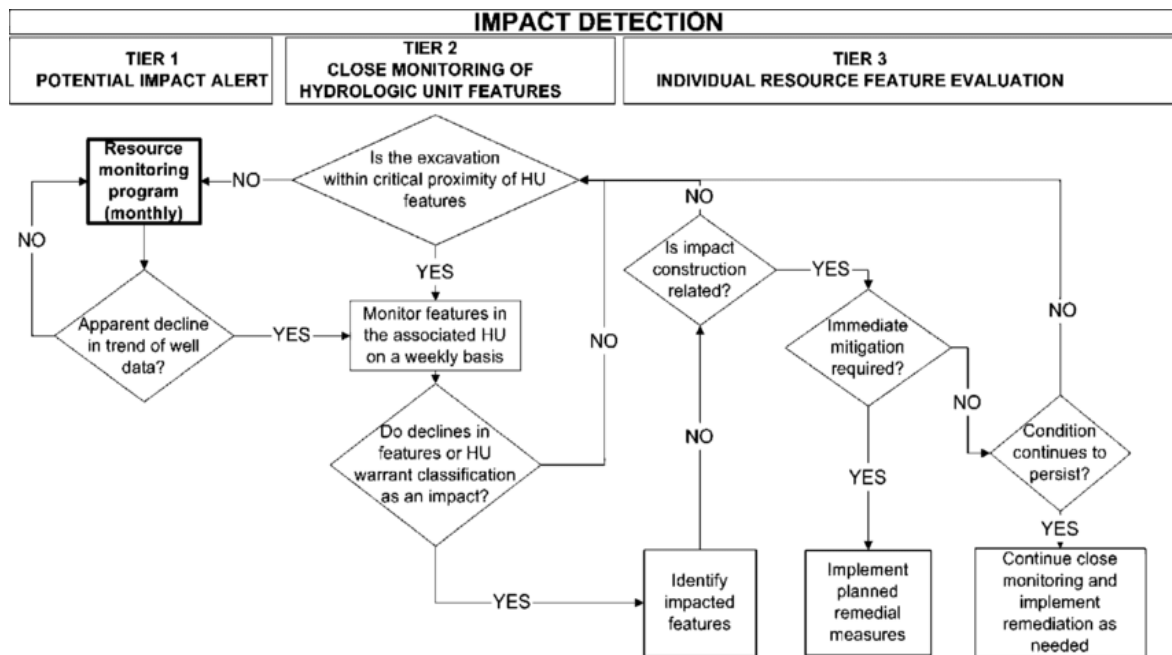 IMPACT DETECTION
TIER 1
POTENTIAL IMPACT ALERT
TIER 2
CLOSE MONITORING OF
HYDROLOGIC UNIT FEATURES
TIER 3
INDIVIDUAL RESOURCE FEATURE EVALUATION
Resource
monitoring
program
(monthly)
NO
Is the excavation
within critical proximity of HU
features
NO
NO
Is impact
construction
related?
YES
YES
Apparent decline
in trend of well
data?
YES
Monitor features in
the associated HU
on a weekly basis
NO
Immediate
mitigation
required?
NO
NO
Do declines in
features or HU
warrant classification
as an impact?
NO
Condition
continues to
persist?
YES
YES
YES
Identify
impacted
features
Implement
planned
remedial
measures
Continue close
monitoring and
implement
remediation as
needed